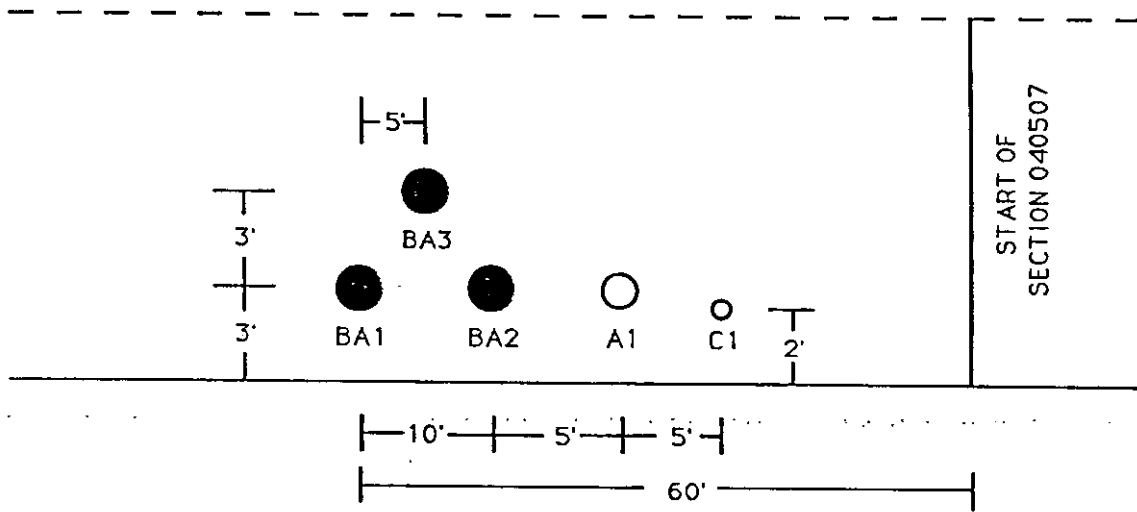 5'
START OF
SECTION 040507
3'
BA3
3'
BA1
BA2
A1
C1
2'
10'
5'
5'
60'